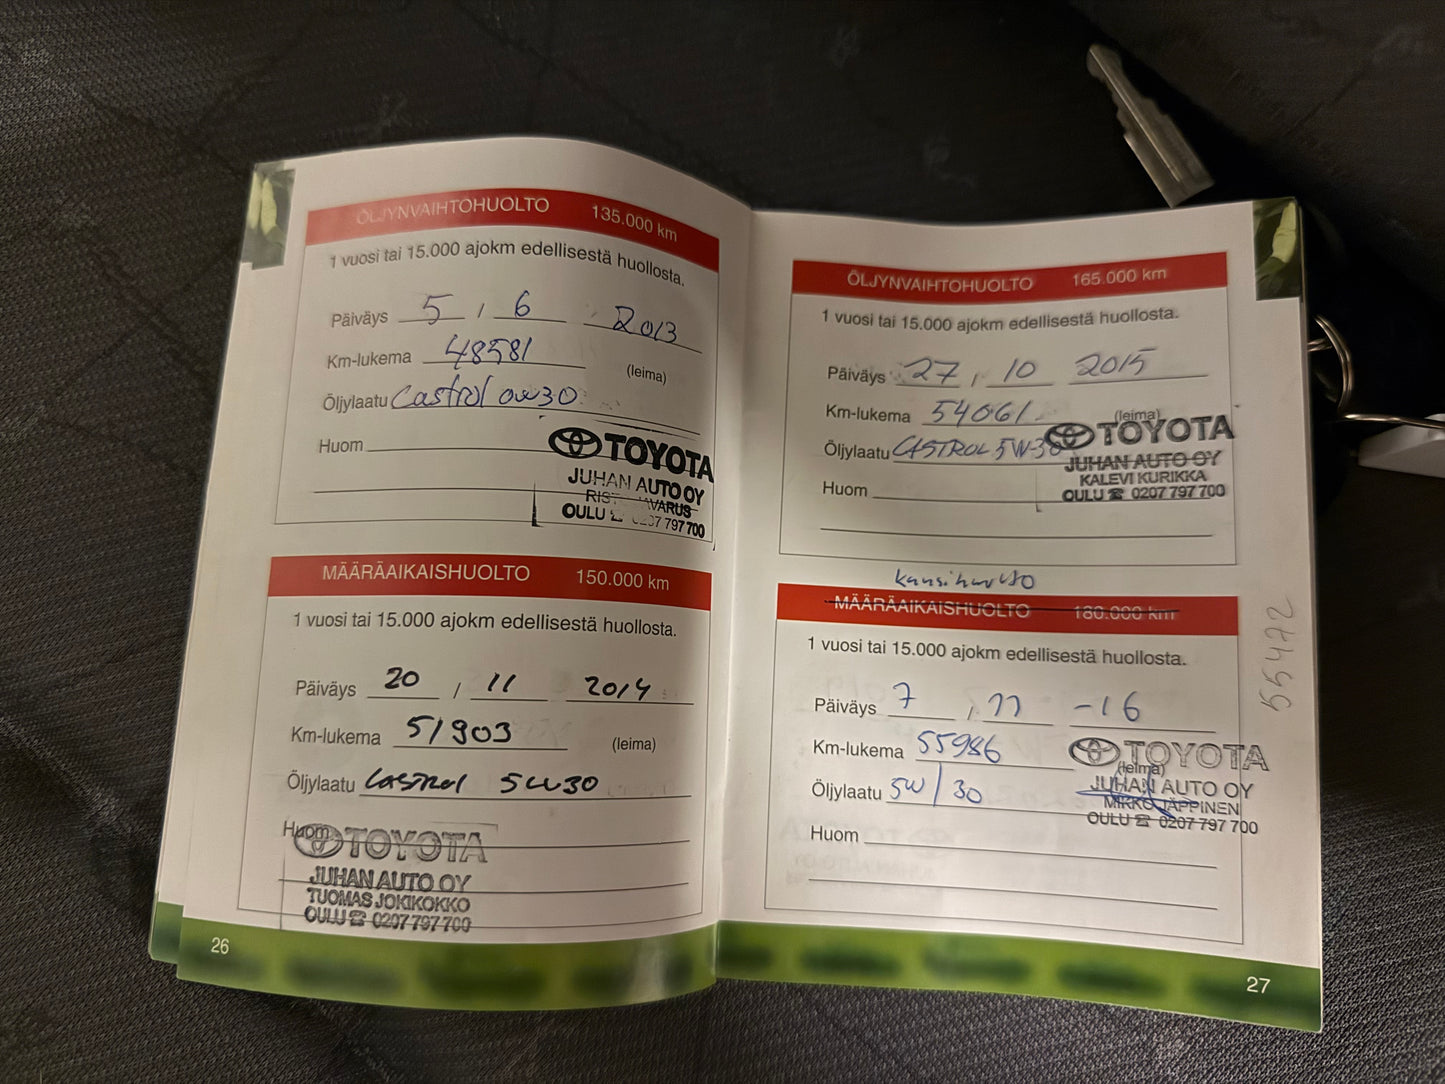 ÖLJYNVAIHTOHUOLTO 135.000 km
1 vuosi tai 15.000 ajokm edellisestä huollosta.
Päiväys 5 / 6 2013
Km-lukema 48581
(leima)
Öljylaatu Castrol 0w30
Huom
TOYOTA
JUHAN AUTO OY
OULU ☎ 0207 797 700
MÄÄRÄAIKAISHUOLTO 150.000 km
1 vuosi tai 15.000 ajokm edellisestä huollosta.
Päiväys 20 / 11 2014
Km-lukema 51903
(leima)
Öljylaatu Castrol 5W30
Huom
TOYOTA
JUHAN AUTO OY
TUOMAS JOKIKOKKO
OULU ☎ 0207 797 700
26
ÖLJYNVAIHTOHUOLTO 165.000 km
1 vuosi tai 15.000 ajokm edellisestä huollosta.
Päiväys 27 / 10 2015
Km-lukema 54061
(leima)
Öljylaatu CASTROL 5W-30
TOYOTA
JUHAN AUTO OY
KALEVI KURIKKA
OULU ☎ 0207 797 700
Huom
MÄÄRÄAIKAISHUOLTO 180.000 km
1 vuosi tai 15.000 ajokm edellisestä huollosta.
Päiväys 7 / 11 -16
Km-lukema 55986
(leima)
Öljylaatu 5W/30
TOYOTA
JUHAN AUTO OY
MIKKO JÄPPINEN
OULU ☎ 0207 797 700
Huom
55472
27